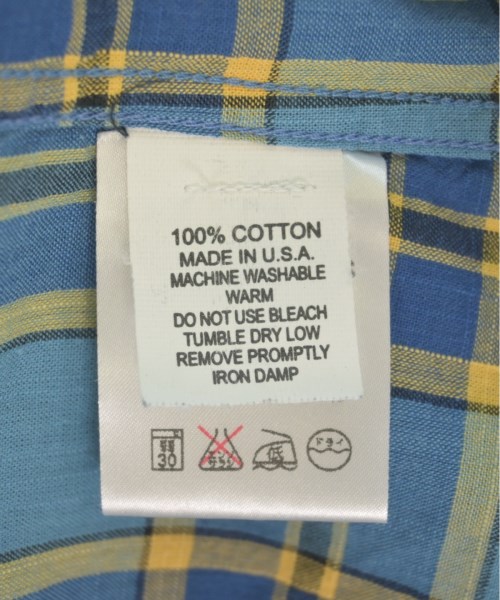 100% COTTON
MADE IN U.S.A.
MACHINE WASHABLE
WARM
DO NOT USE BLEACH
TUMBLE DRY LOW
REMOVE PROMPTLY
IRON DAMP
30
低
ドライ